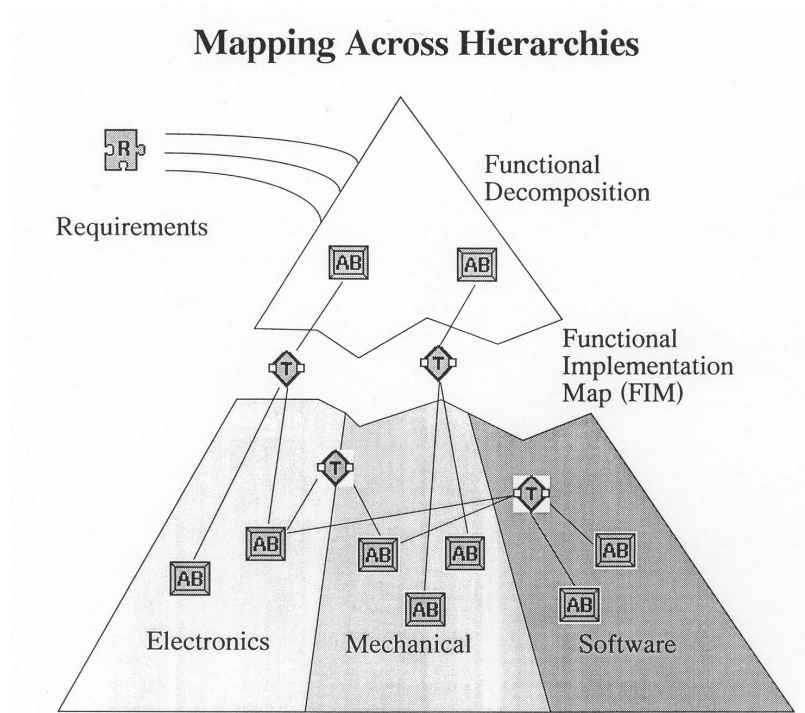 Mapping Across Hierarchies
R
Requirements
Functional
Decomposition
AB
AB
Functional
Implementation
Map (FIM)
T
T
T
T
AB
AB
AB
AB
AB
AB
AB
Electronics
Mechanical
Software